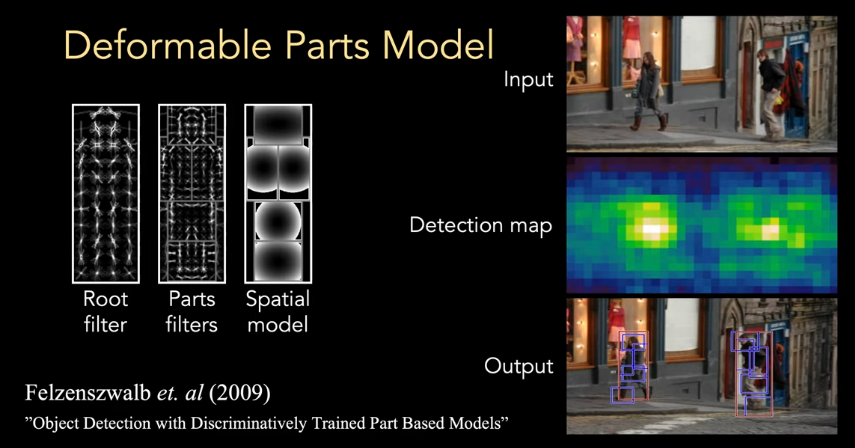 Deformable Parts Model
Input
Detection map
Root
filter
Parts
filters
Spatial
model
Output
Felzenszwalb et. al (2009)
”Object Detection with Discriminatively Trained Part Based Models”